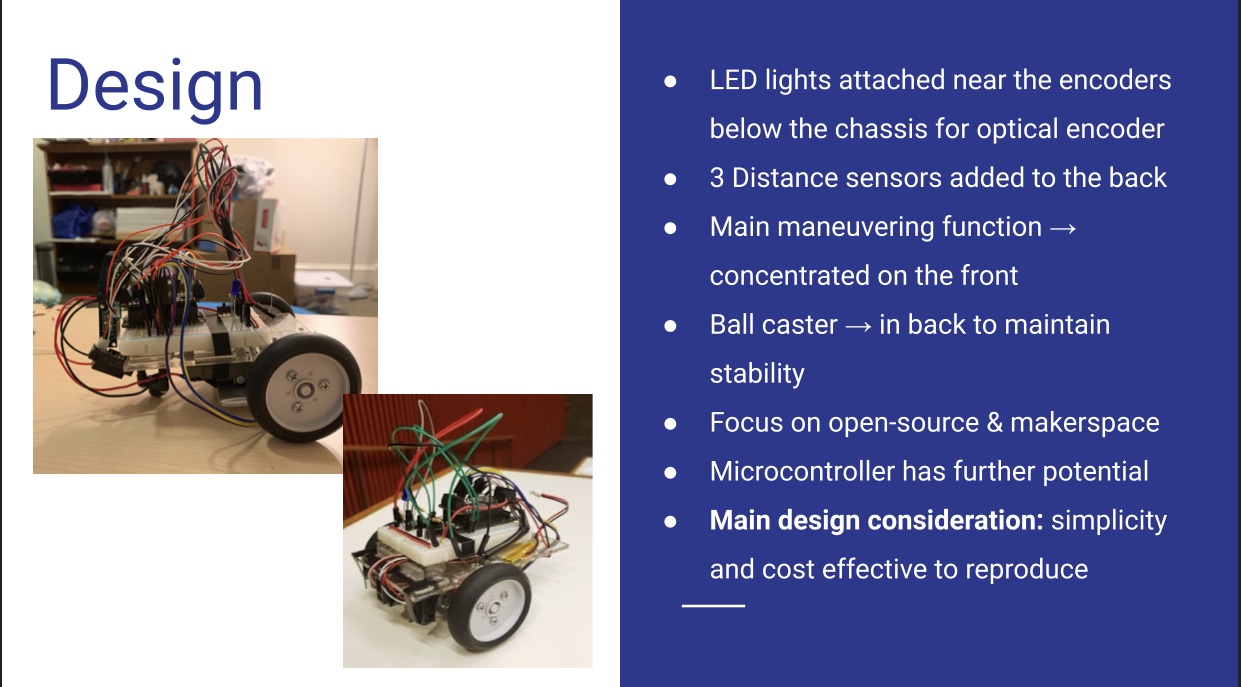 Design
● LED lights attached near the encoders
below the chassis for optical encoder
● 3 Distance sensors added to the back
● Main maneuvering function →
concentrated on the front
● Ball caster → in back to maintain
stability
● Focus on open-source & makerspace
● Microcontroller has further potential
● Main design consideration: simplicity
and cost effective to reproduce